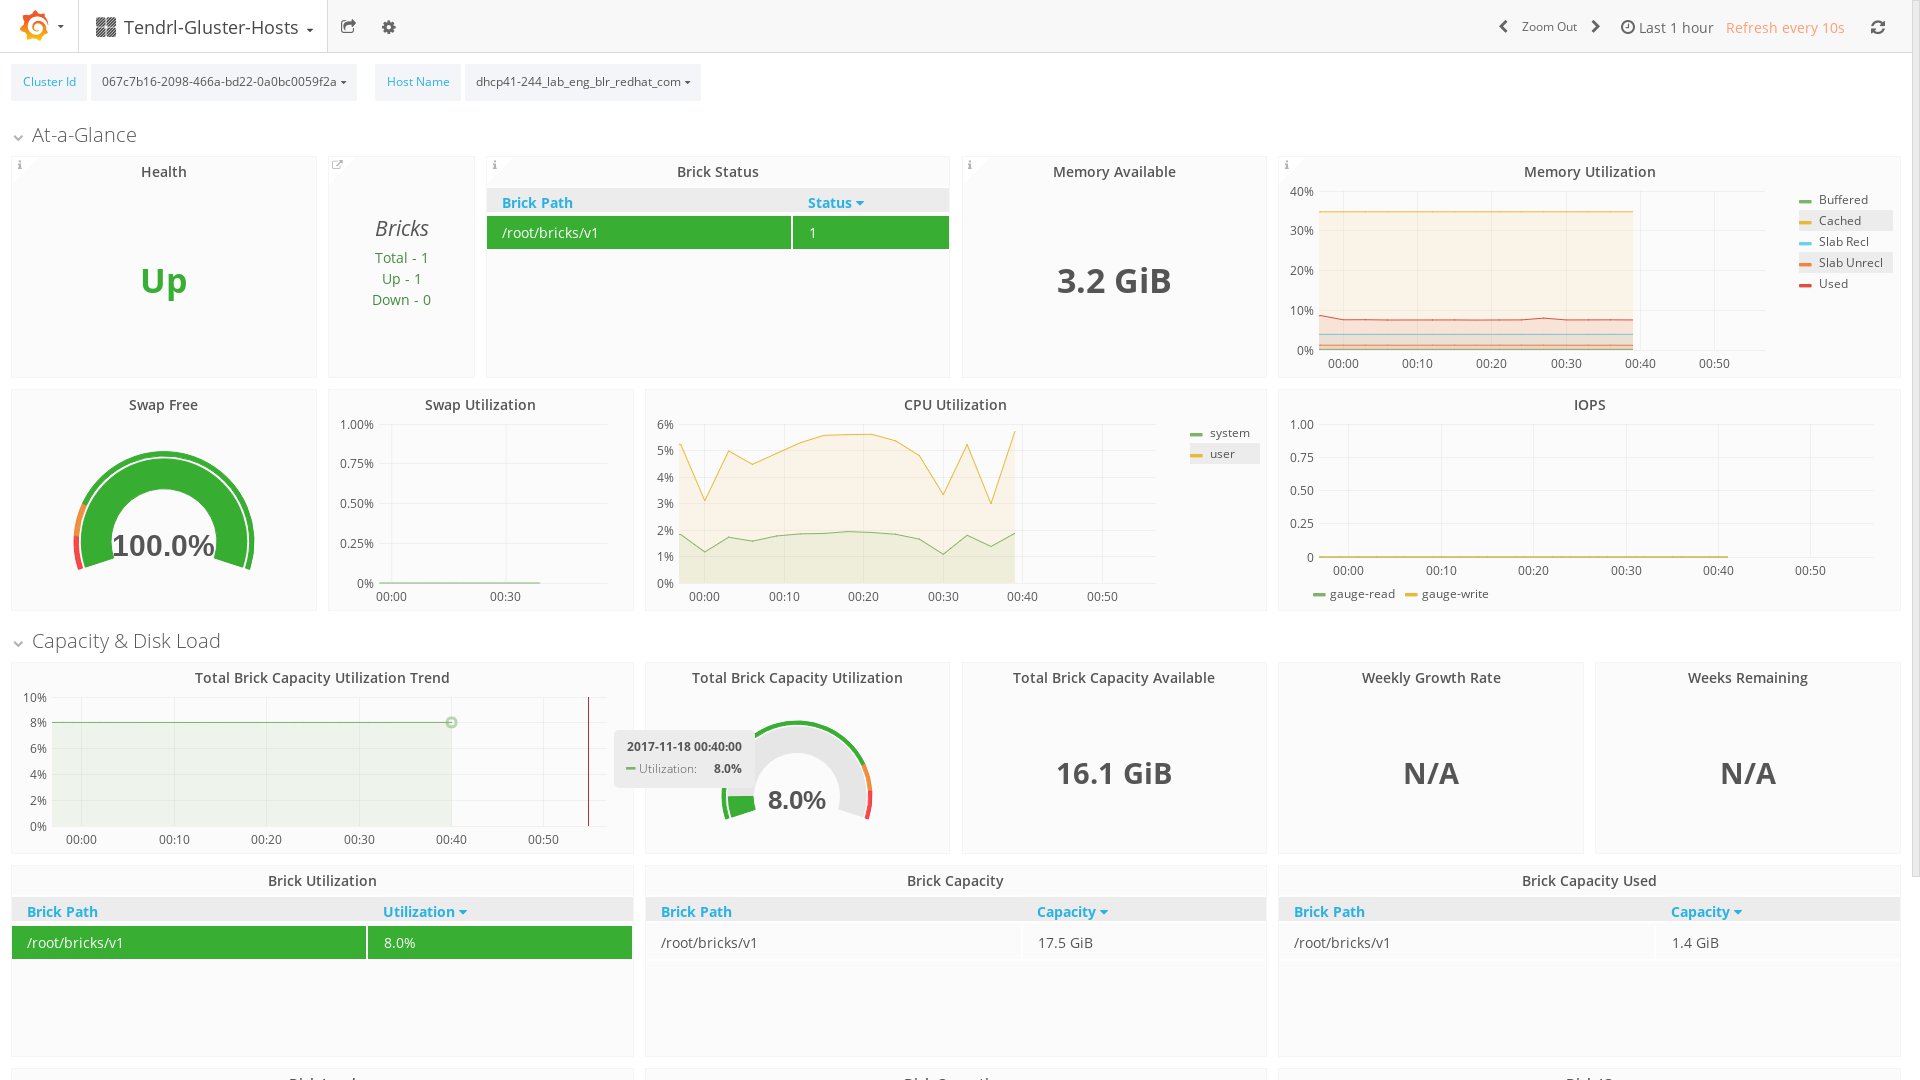 Tendrl-Gluster-Hosts
Zoom Out
Last 1 hour
Refresh every 10s
Cluster Id
067c7b16-2098-466a-bd22-0a0bc0059f2a
Host Name
dhcp41-244_lab_eng_blr_redhat_com
At-a-Glance
Health
Up
Bricks
Total - 1
Up - 1
Down - 0
Brick Status
Brick Path Status
/root/bricks/v1 1
Memory Available
3.2 GiB
Memory Utilization
40%
30%
20%
10%
0%
00:00 00:10 00:20 00:30 00:40 00:50
Buffered
Cached
Slab Recl
Slab Unrecl
Used
Swap Free
100.0%
Swap Utilization
1.00%
0.75%
0.50%
0.25%
0%
00:00 00:30
CPU Utilization
6%
5%
4%
3%
2%
1%
0%
00:00 00:10 00:20 00:30 00:40 00:50
system
user
IOPS
1.00
0.75
0.50
0.25
0
00:00 00:10 00:20 00:30 00:40 00:50
gauge-read gauge-write
Capacity & Disk Load
Total Brick Capacity Utilization Trend
10%
8%
6%
4%
2%
0%
00:00 00:10 00:20 00:30 00:40 00:50
2017-11-18 00:40:00
Utilization: 8.0%
Total Brick Capacity Utilization
8.0%
Total Brick Capacity Available
16.1 GiB
Weekly Growth Rate
N/A
Weeks Remaining
N/A
Brick Utilization
Brick Path Utilization
/root/bricks/v1 8.0%
Brick Capacity
Brick Path Capacity
/root/bricks/v1 17.5 GiB
Brick Capacity Used
Brick Path Capacity
/root/bricks/v1 1.4 GiB